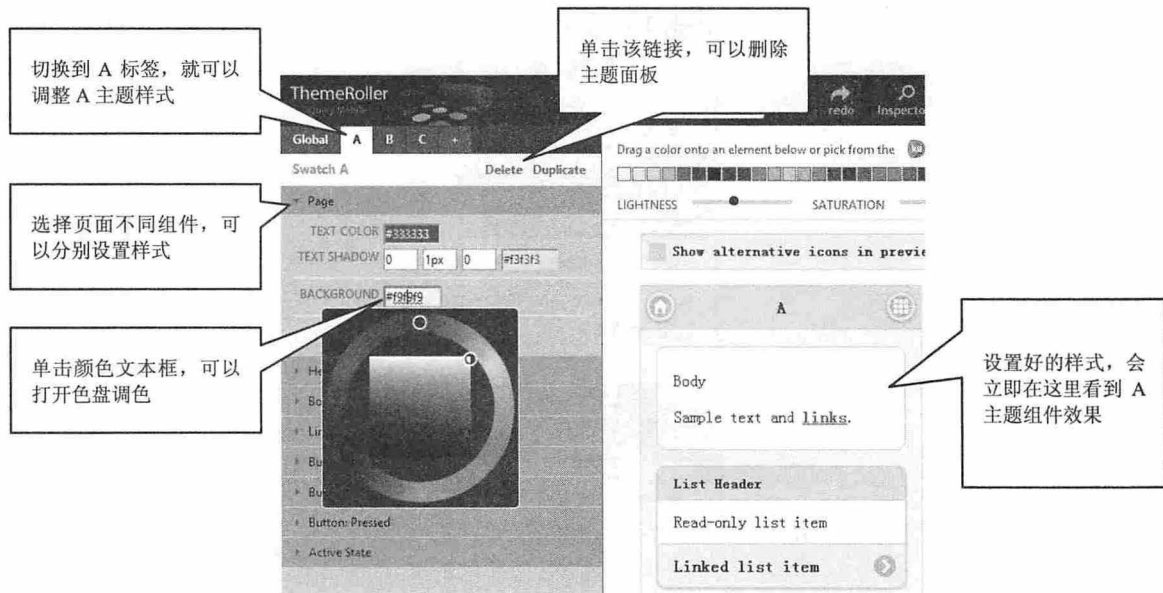 切换到 A 标签，就可以
调整 A 主题样式
单击该链接，可以删除
主题面板
ThemeRoller
redo
Global A B C +
Swatch A
Delete Duplicate
Drag a color onto an element below or pick from the
选择页面不同组件，可
以分别设置样式
Page
LIGHTNESS
SATURATION
TEXT COLOR #333333
TEXT SHADOW 0 1px 0 #f3f3f3
Show alternative icons in
BACKGROUND #f9f9f9
A
单击颜色文本框，可以
打开色盘调色
设置好的样式，会
立即在这里看到 A
主题组件效果
Body
Sample text and links.
List Header
Read-only list item
Button: Pressed
Active State
Linked list item